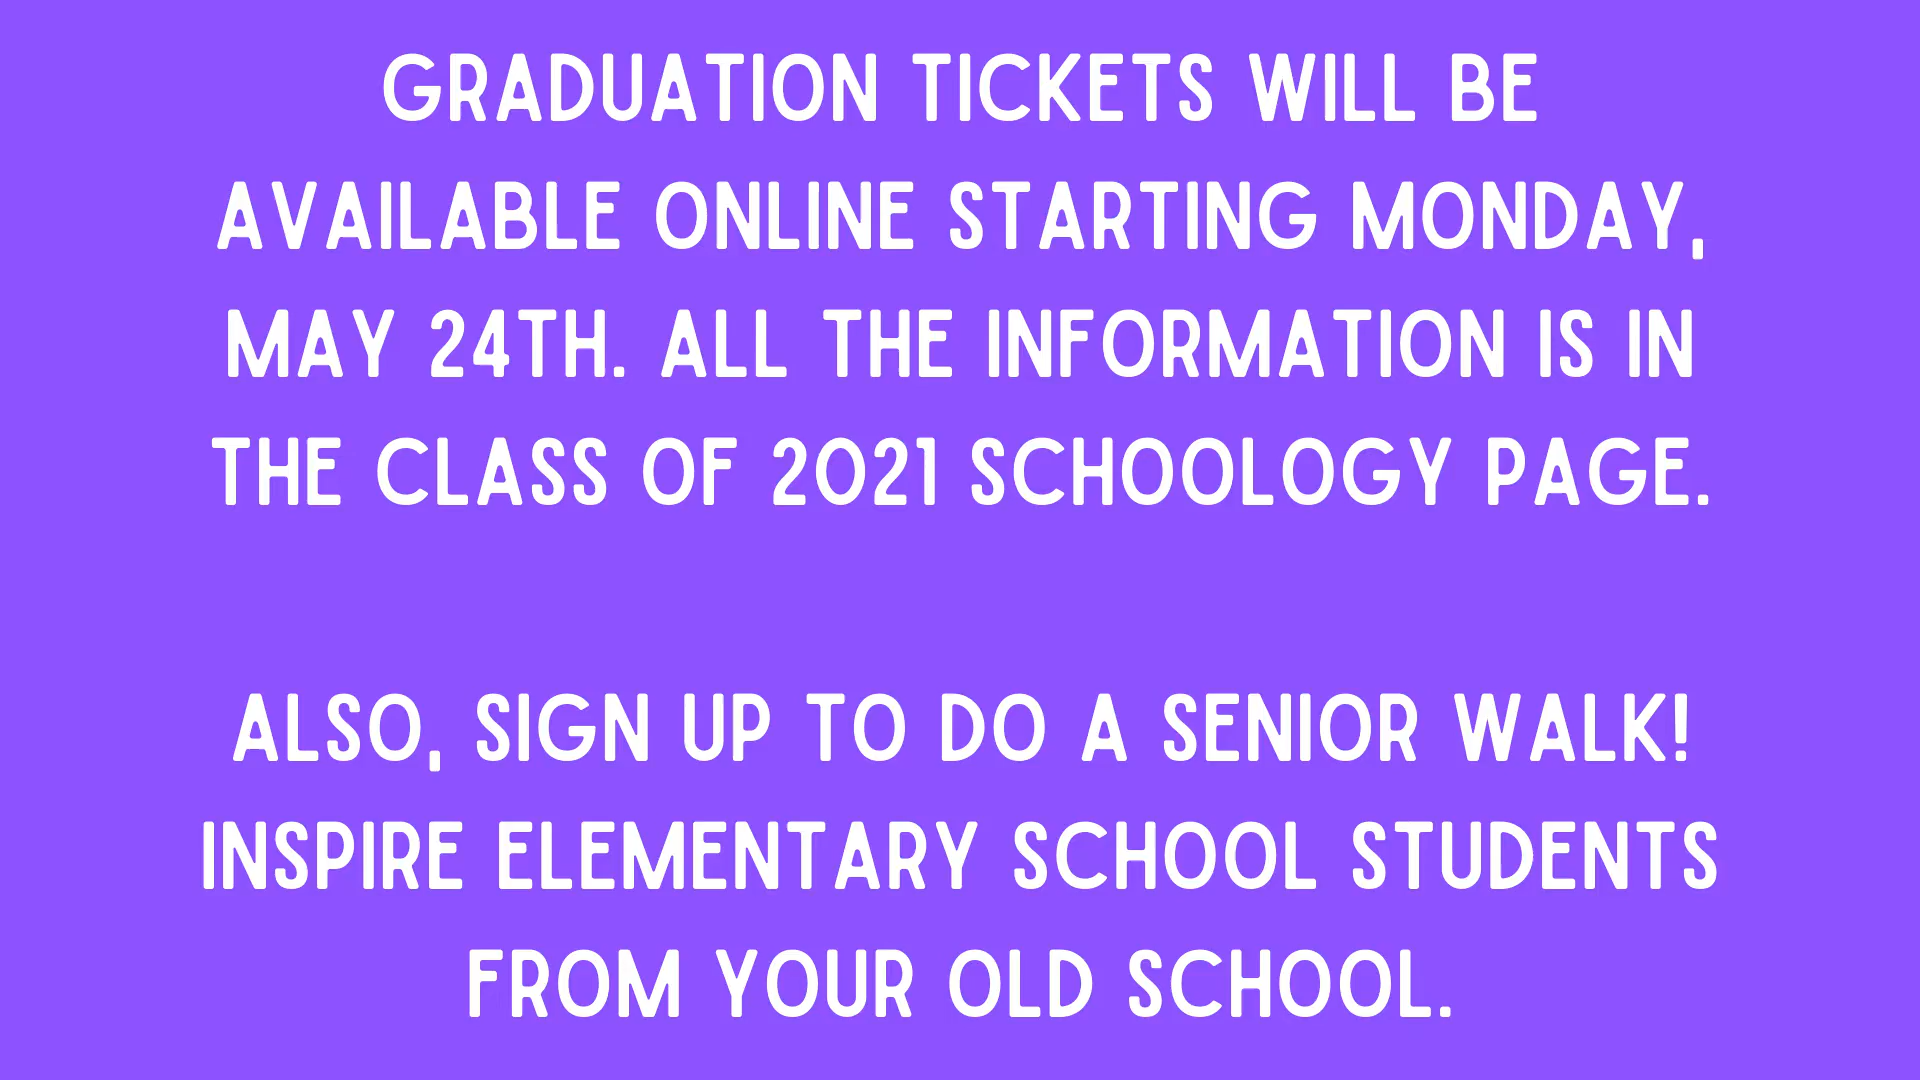 GRADUATION TICKETS WILL BE
AVAILABLE ONLINE STARTING MONDAY,
MAY 24TH. ALL THE INFORMATION IS IN
THE CLASS OF 2021 SCHOOLOGY PAGE.
ALSO, SIGN UP TO DO A SENIOR WALK!
INSPIRE ELEMENTARY SCHOOL STUDENTS
FROM YOUR OLD SCHOOL.